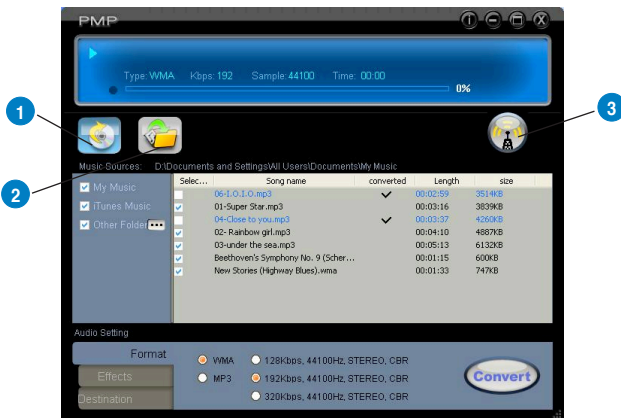 PMP
Type: WMA Kbps: 192 Sample: 44100 Time: 00:00
0%
1
2
3
Music Sources: D:\Documents and Settings\All Users\Documents\My Music
My Music
iTunes Music
Other Folder ...
Selec... Song name converted Length size
06-I.O.I.O.mp3 00:02:59 3514KB
01-Super Star.mp3 00:03:16 3839KB
04-Close to you.mp3 00:03:37 4260KB
02- Rainbow girl.mp3 00:04:10 4887KB
03-under the sea.mp3 00:05:13 6132KB
Beethoven's Symphony No. 9 (Scher... 00:01:15 600KB
New Stories (Highway Blues).wma 00:01:33 747KB
Audio Setting
Format
Effects
Destination
WMA
MP3
128Kbps, 44100Hz, STEREO, CBR
192Kbps, 44100Hz, STEREO, CBR
320Kbps, 44100Hz, STEREO, CBR
Convert